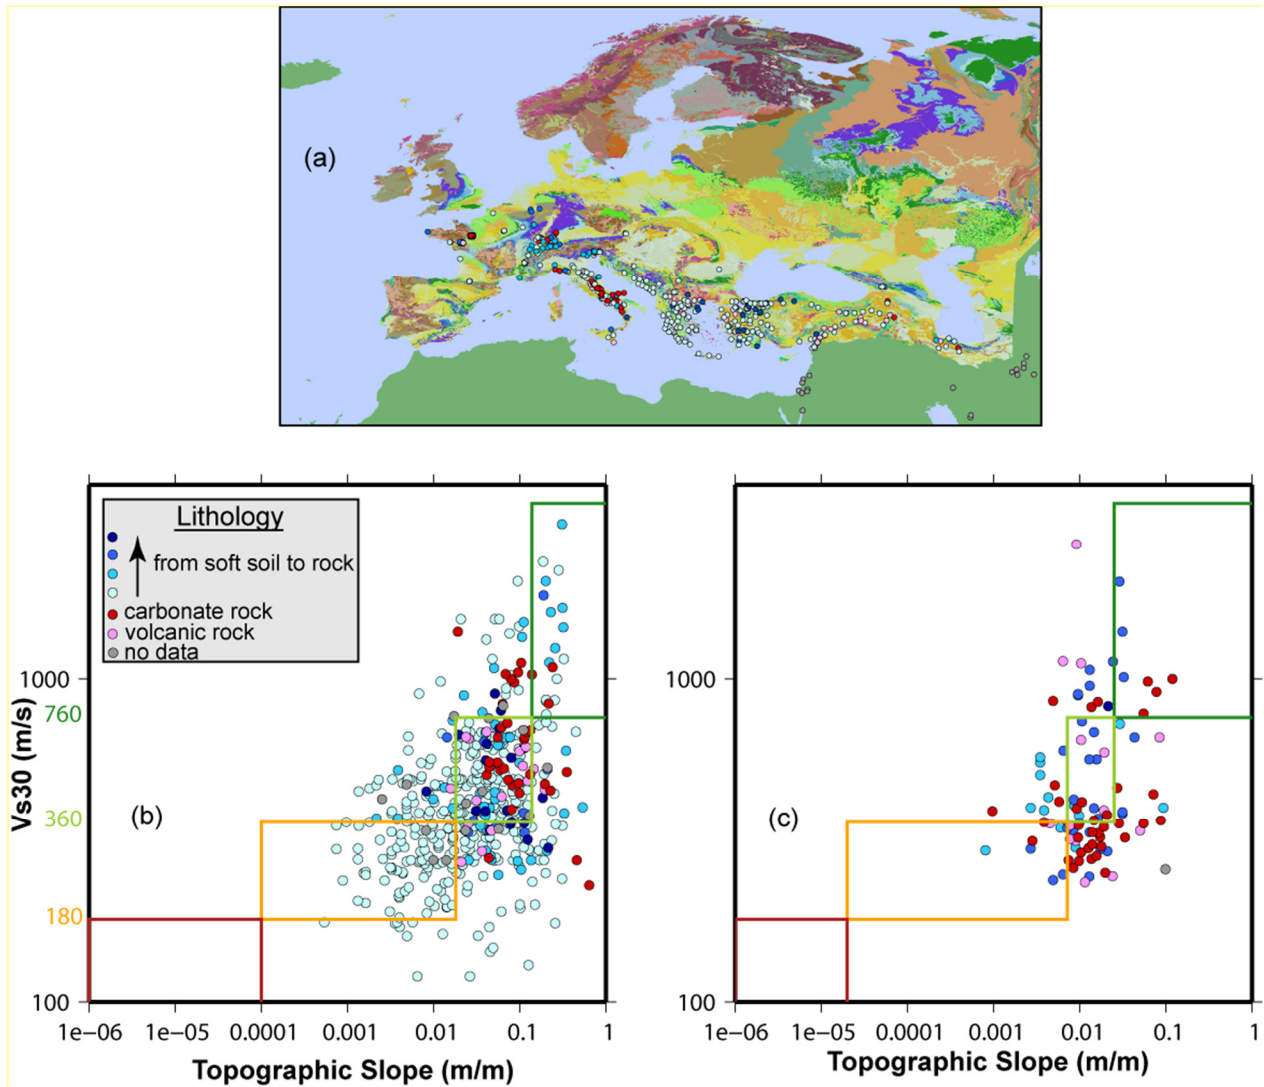 (a)
Lithology
from soft soil to rock
carbonate rock
volcanic rock
no data
(b)
Vs30 (m/s)
1000
760
360
180
100
1e−06 1e−05 0.0001 0.001 0.01 0.1 1
Topographic Slope (m/m)
(c)
1000
100
1e−06 1e−05 0.0001 0.001 0.01 0.1 1
Topographic Slope (m/m)